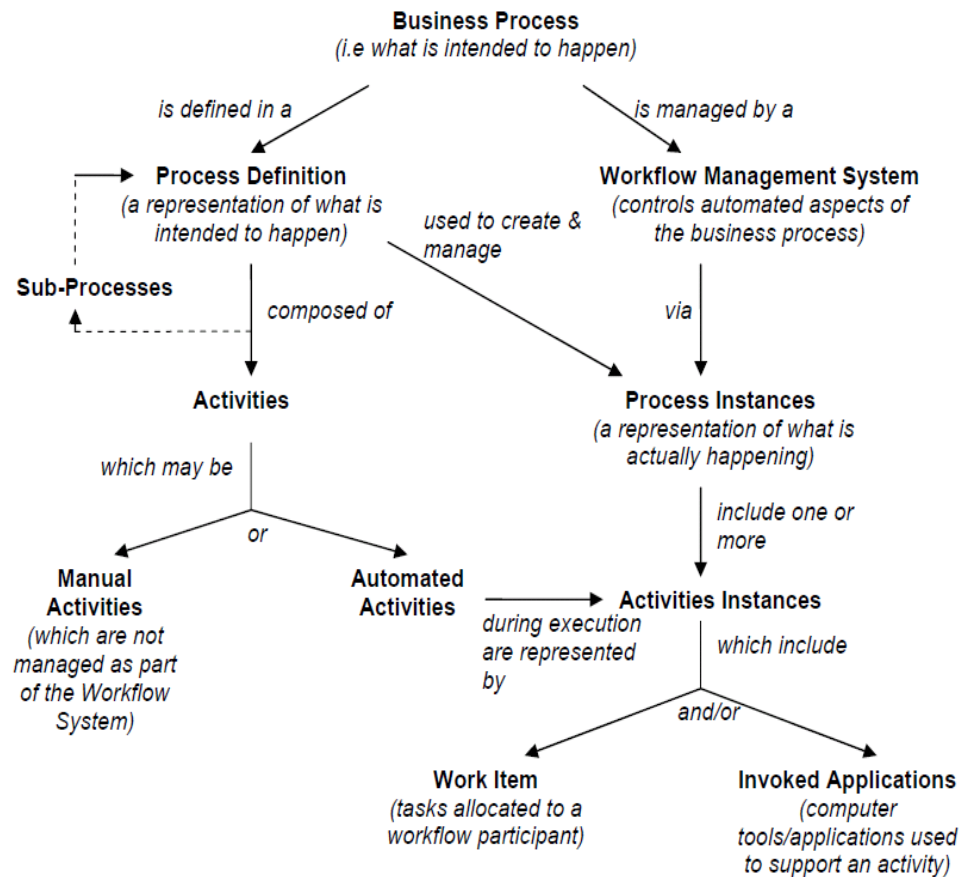 Business Process
(i.e what is intended to happen)
is defined in a
is managed by a
Process Definition
(a representation of what is
intended to happen)
Workflow Management System
(controls automated aspects of
the business process)
used to create &
manage
Sub-Processes
composed of
via
Activities
Process Instances
(a representation of what is
actually happening)
which may be
or
include one or
more
Manual
Activities
(which are not
managed as part
of the Workflow
System)
Automated
Activities
during execution
are represented
by
Activities Instances
which include
and/or
Work Item
(tasks allocated to a
workflow participant)
Invoked Applications
(computer
tools/applications used
to support an activity)